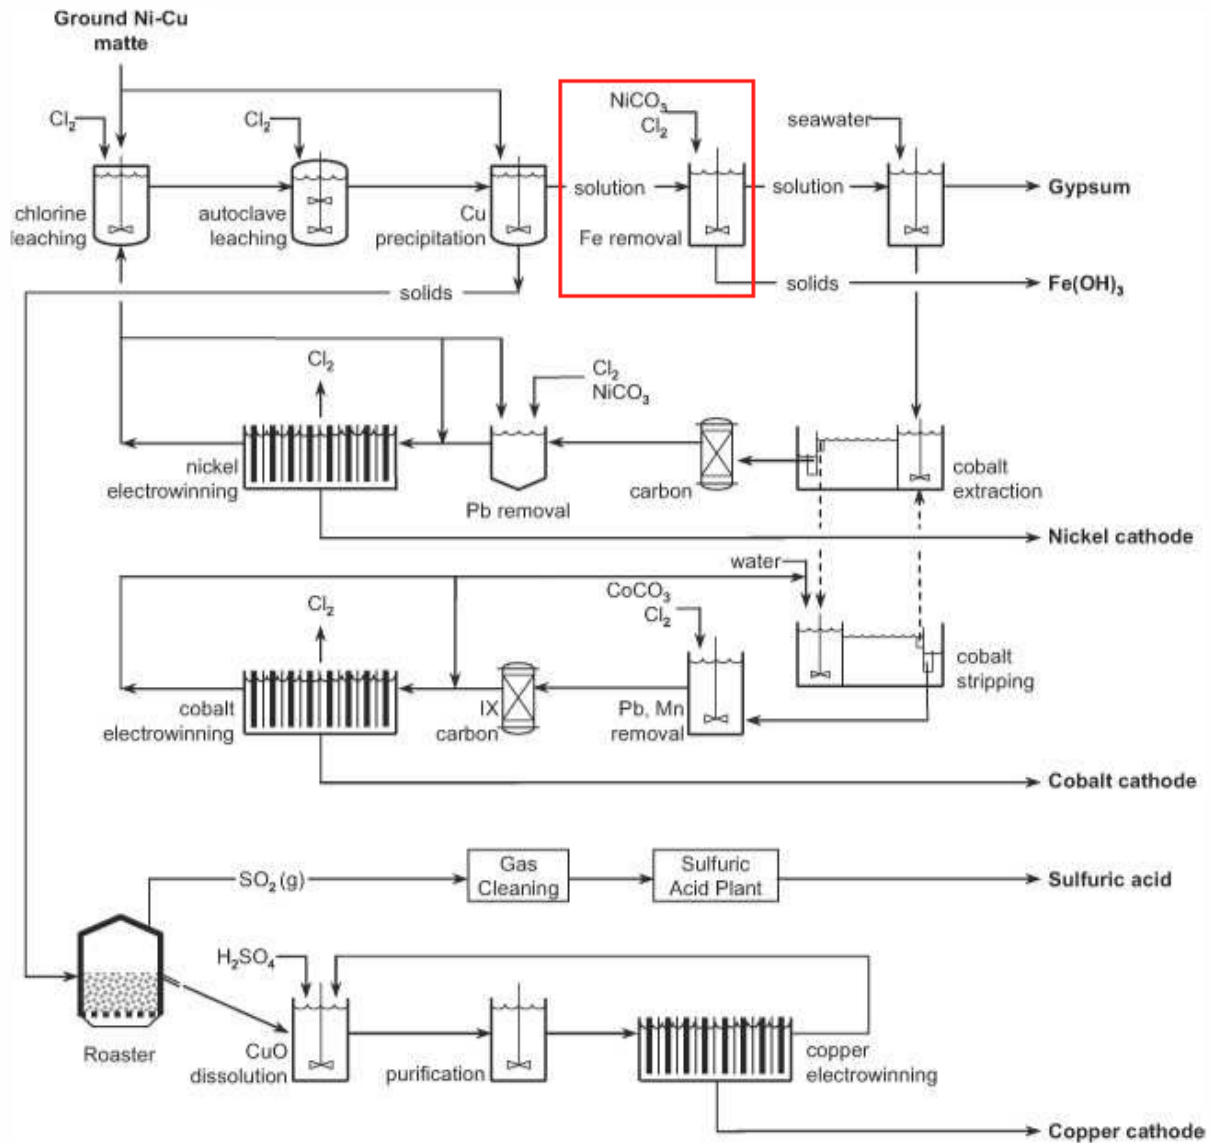 Ground Ni-Cu
matte
Cl₂
Cl₂
NiCO₃
Cl₂
seawater
solution
solution
Gypsum
chlorine
leaching
autoclave
leaching
Cu
precipitation
Fe removal
solids
solids
Fe(OH)₃
Cl₂
Cl₂
NiCO₃
nickel
electrowinning
Pb removal
carbon
cobalt
extraction
Nickel cathode
water
CoCO₃
Cl₂
Cl₂
cobalt
stripping
cobalt
electrowinning
IX
carbon
Pb, Mn
removal
Cobalt cathode
SO₂(g)
Gas
Cleaning
Sulfuric
Acid Plant
Sulfuric acid
H₂SO₄
Roaster
CuO
dissolution
purification
copper
electrowinning
Copper cathode